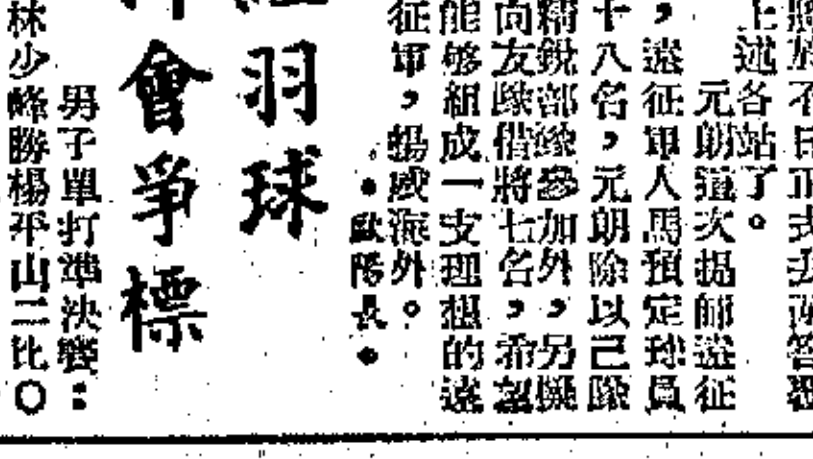 上述各站了。
元朗這次揚師遠征
，遠征軍人馬預定球員
十八名，元朗除以己隊
精銳部隊參加外，另擬
向友隊借將七名，希望
能够組成一支理想的遠
征軍，揚威海外。
◆歐陽長◆
羽球
會爭標
男子單打準決賽：
林少峰勝楊平山二比〇